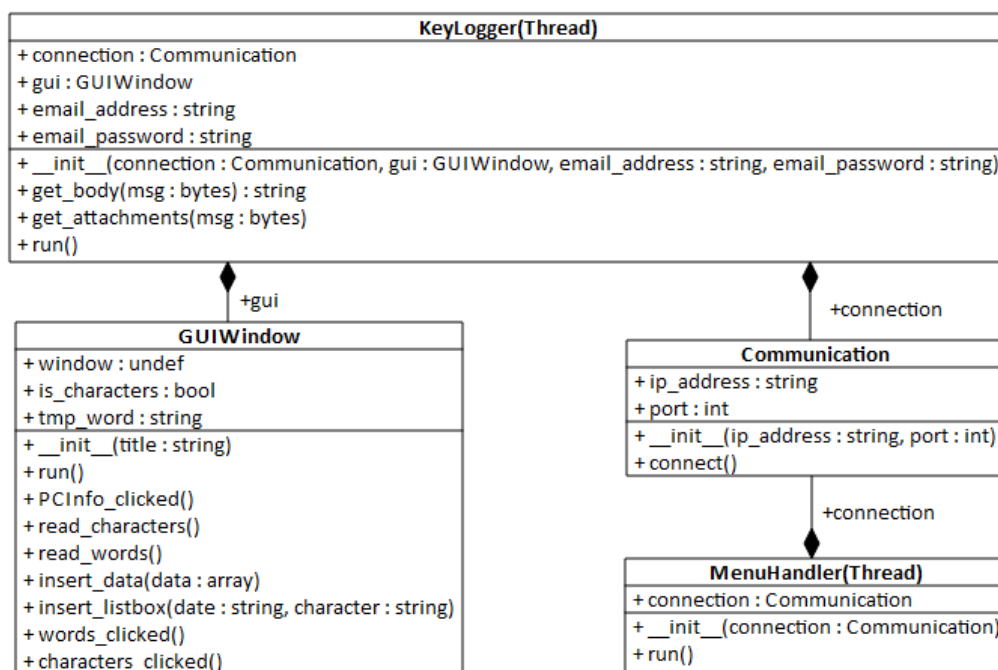 KeyLogger(Thread)
+ connection : Communication
+ gui : GUIWindow
+ email_address : string
+ email_password : string
+ __init__(connection : Communication, gui : GUIWindow, email_address : string, email_password : string)
+ get_body(msg : bytes) : string
+ get_attachments(msg : bytes)
+ run()
+gui
GUIWindow
+ window : undef
+ is_characters : bool
+ tmp_word : string
+ __init__(title : string)
+ run()
+ PCInfo_clicked()
+ read_characters()
+ read_words()
+ insert_data(data : array)
+ insert_listbox(date : string, character : string)
+ words_clicked()
+ characters_clicked()
+connection
Communication
+ ip_address : string
+ port : int
+ __init__(ip_address : string, port : int)
+ connect()
+connection
MenuHandler(Thread)
+ connection : Communication
+ __init__(connection : Communication)
+ run()